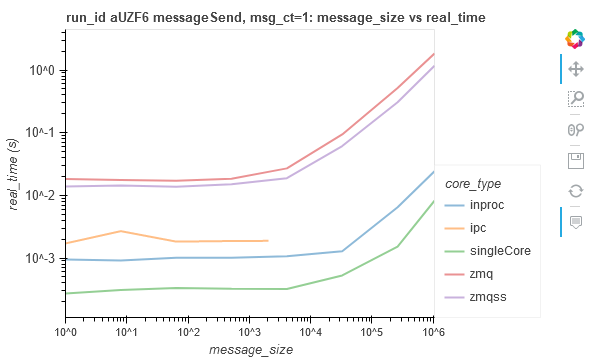 run_id aUZF6 messageSend, msg_ct=1: message_size vs real_time
real_time (s)
10^0
10^-1
10^-2
10^-3
10^0 10^1 10^2 10^3 10^4 10^5 10^6
message_size
core_type
inproc
ipc
singleCore
zmq
zmqss